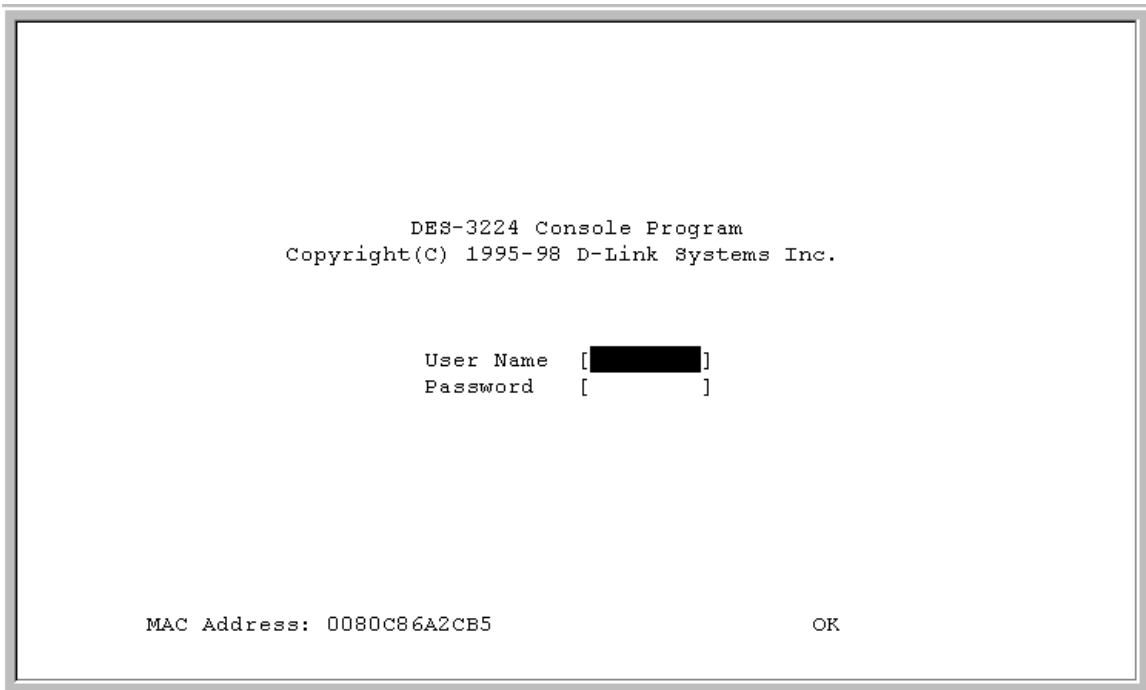 DES-3224 Console Program
Copyright(C) 1995-98 D-Link Systems Inc.
User Name [ ]
Password [ ]
MAC Address: 0080C86A2CB5 OK